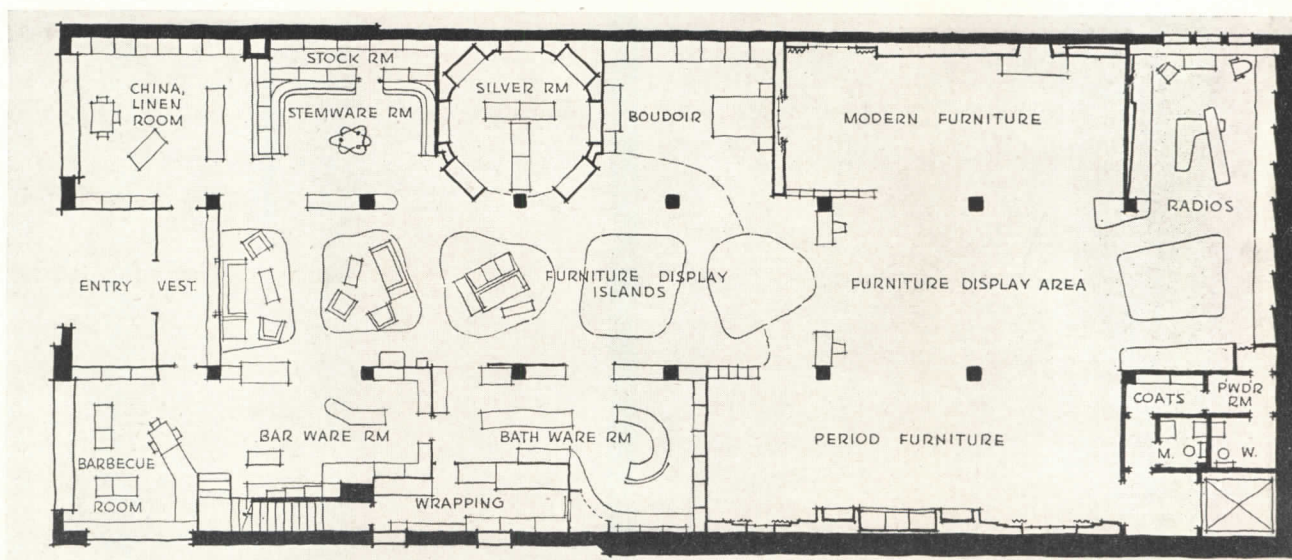 STOCK RM
CHINA,
LINEN
ROOM
STEMWARE RM
SILVER RM
BOUDOIR
MODERN FURNITURE
RADIOS
ENTRY VEST.
FURNITURE DISPLAY
ISLANDS
FURNITURE DISPLAY AREA
COATS
PWD'R
RM
BAR WARE RM
BATH WARE RM
PERIOD FURNITURE
M.
W.
BARBECUE
ROOM
WRAPPING